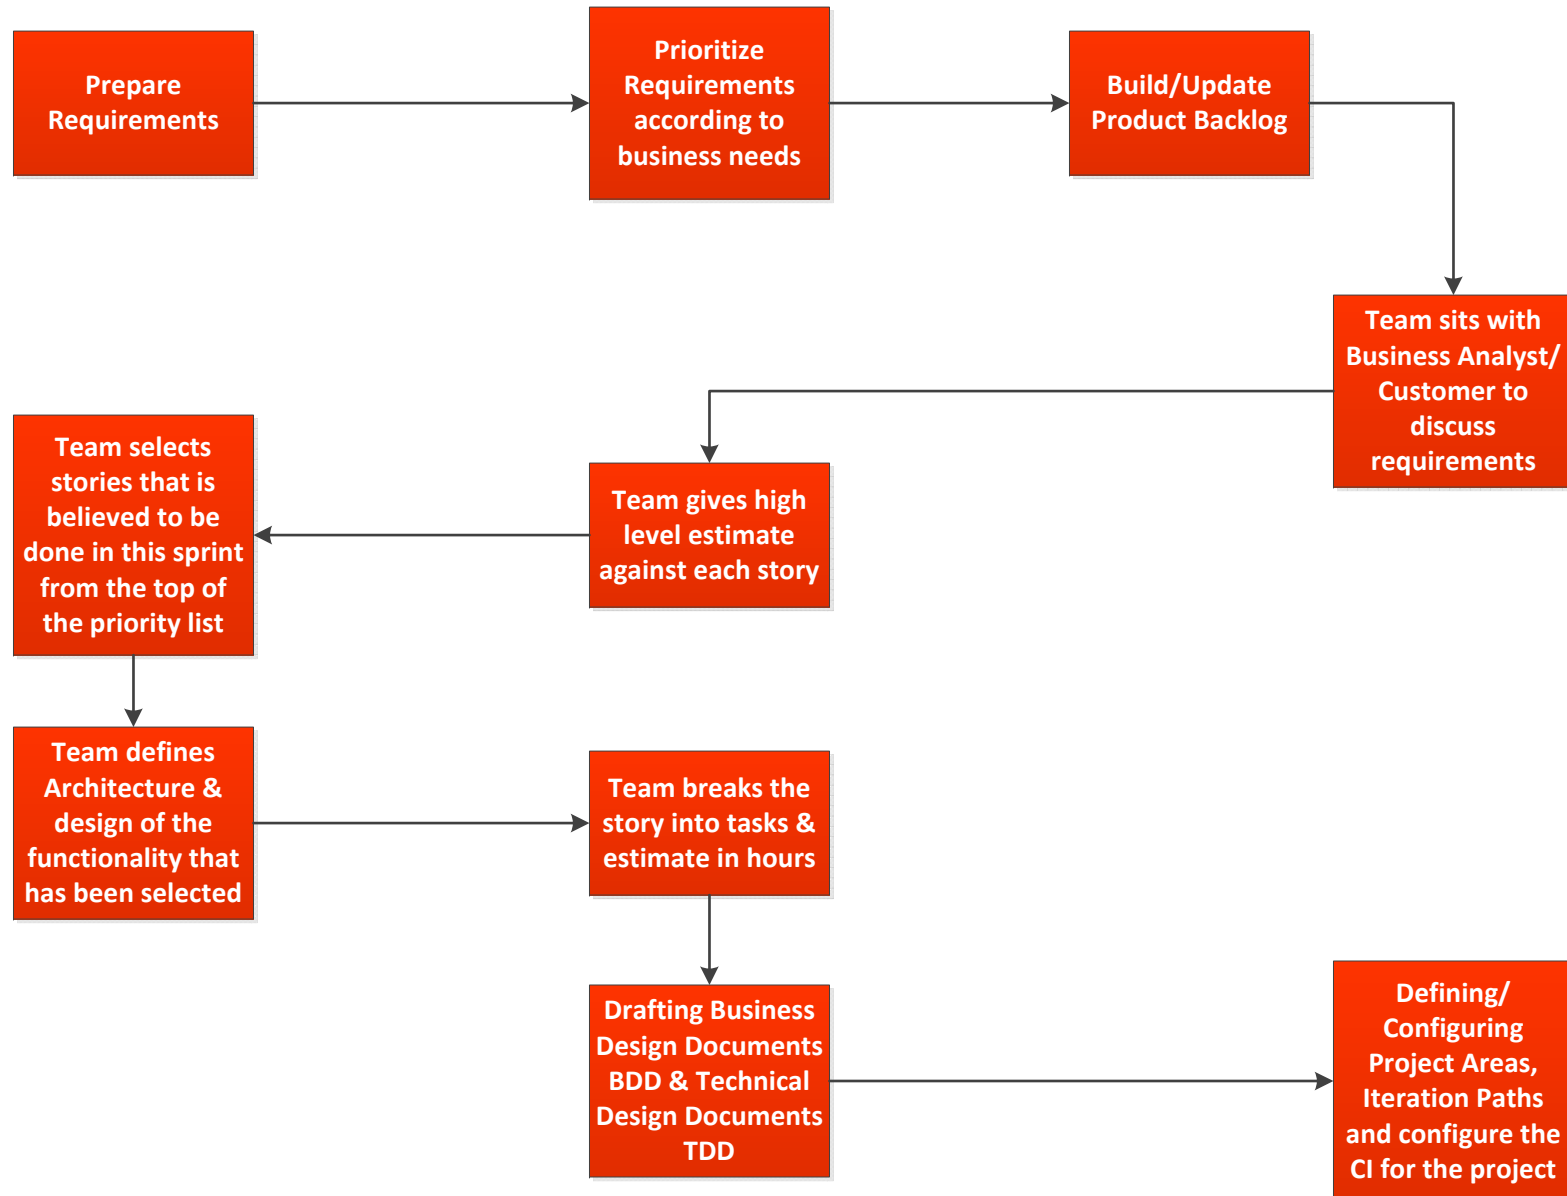 Prepare
Requirements
Prioritize
Requirements
according to
business needs
Build/Update
Product Backlog
Team sits with
Business Analyst/
Customer to
discuss
requirements
Team gives high
level estimate
against each story
Team selects
stories that is
believed to be
done in this sprint
from the top of
the priority list
Team defines
Architecture &
design of the
functionality that
has been selected
Team breaks the
story into tasks &
estimate in hours
Drafting Business
Design Documents
BDD & Technical
Design Documents
TDD
Defining/
Configuring
Project Areas,
Iteration Paths
and configure the
CI for the project